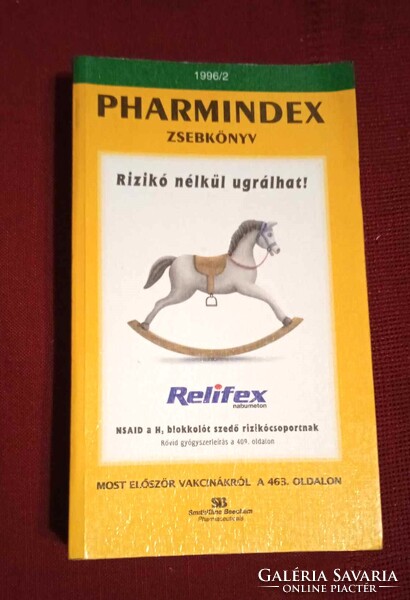 1996/2
PHARMINDEX
ZSEBKÖNYV
Rizikó nélkül ugrálhat!
Relifex
nabumeton
NSAID a H₂ blokkolót szedő rizikócsoportnak
Rövid gyógyszerleírás a 409. oldalon
MOST ELŐSZÖR VAKCINÁKRÓL A 463. OLDALON
SB
SmithKline Beecham
Pharmaceuticals
GALÉRIA SAVARIA
ONLINE PIACTÉR